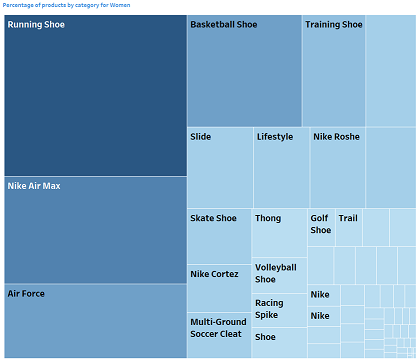 Percentage of products by category for Women
Running Shoe
Basketball Shoe
Training Shoe
Slide
Lifestyle
Nike Roshe
Nike Air Max
Skate Shoe
Thong
Golf
Shoe
Trail
Nike Cortez
Volleyball
Shoe
Air Force
Racing
Spike
Nike
Nike
Multi-Ground
Soccer Cleat
Shoe